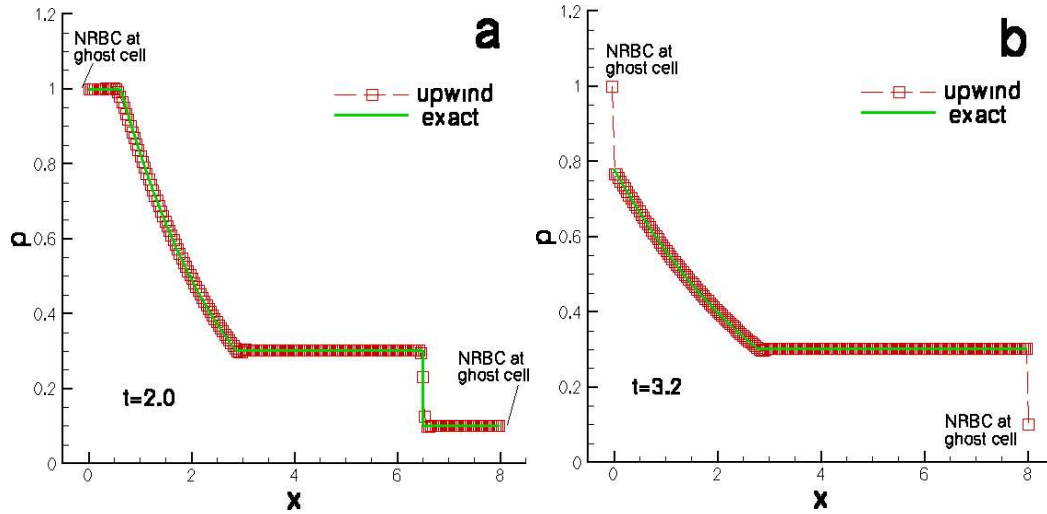 a
NRBC at
ghost cell
upwind
exact
1.2
1
0.8
0.6
0.4
0.2
0
p
NRBC at
ghost cell
t=2.0
0 2 4 6 8
x
b
NRBC at
ghost cell
upwind
exact
1.2
1
0.8
0.6
0.4
0.2
0
p
t=3.2
NRBC at
ghost cell
0 2 4 6 8
x